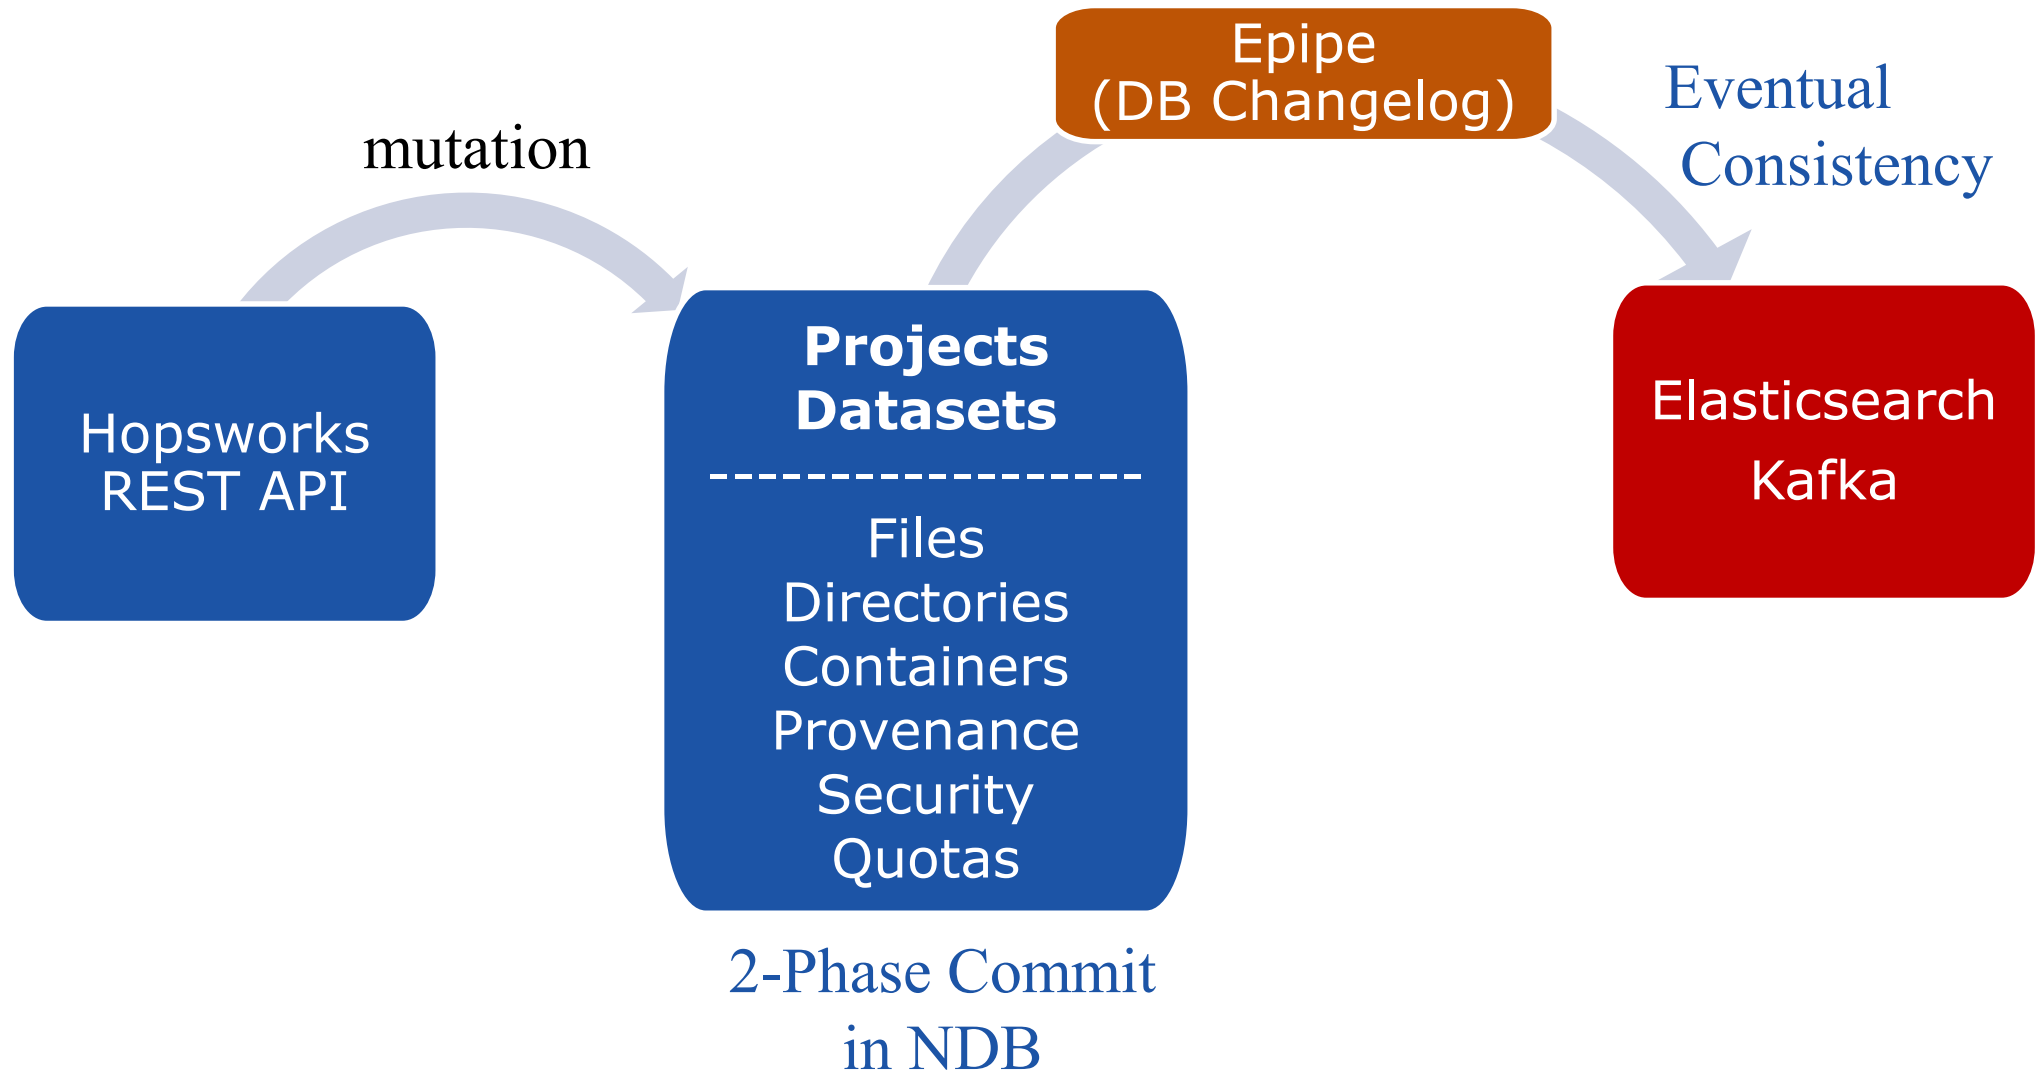 Epipe
(DB Changelog)
Eventual
Consistency
mutation
Hopsworks
REST API
Projects
Datasets
Files
Directories
Containers
Provenance
Security
Quotas
Elasticsearch
Kafka
2-Phase Commit
in NDB